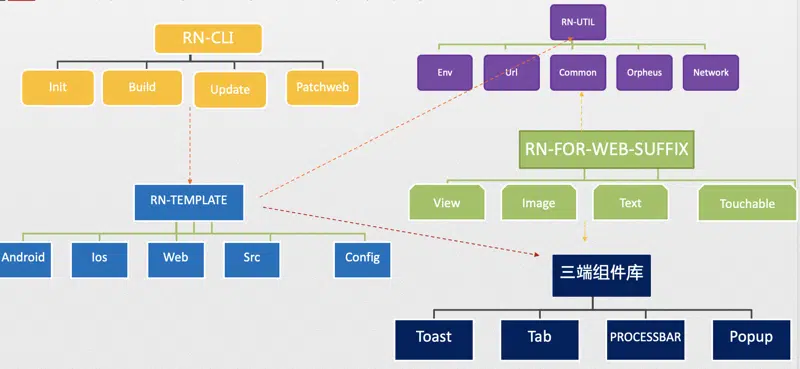 RN-CLI
Init
Build
Update
Patchweb
RN-UTIL
Env
Url
Common
Orpheus
Network
RN-FOR-WEB-SUFFIX
View
Image
Text
Touchable
RN-TEMPLATE
Android
Ios
Web
Src
Config
三端组件库
Toast
Tab
PROCESSBAR
Popup